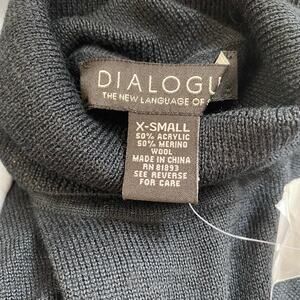 DIALOGU
THE NEW LANGUAGE OF
X-SMALL
50% ACRYLIC
50% MERINO
WOOL
MADE IN CHINA
RN 81893
SEE REVERSE
FOR CARE